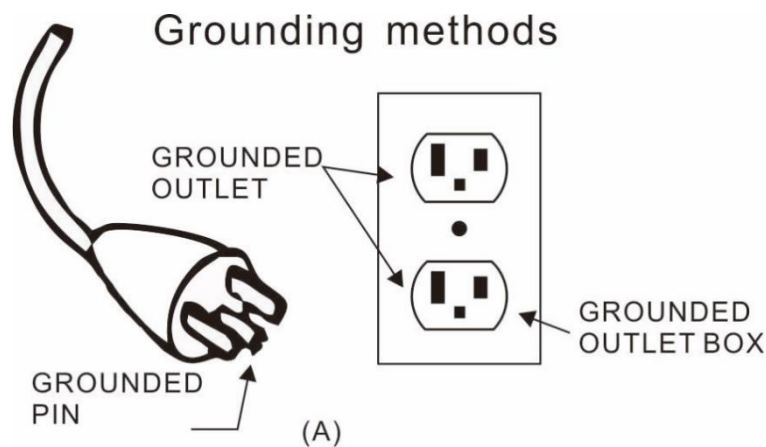 Grounding methods
GROUNDED
OUTLET
GROUNDED
OUTLET BOX
GROUNDED
PIN
(A)